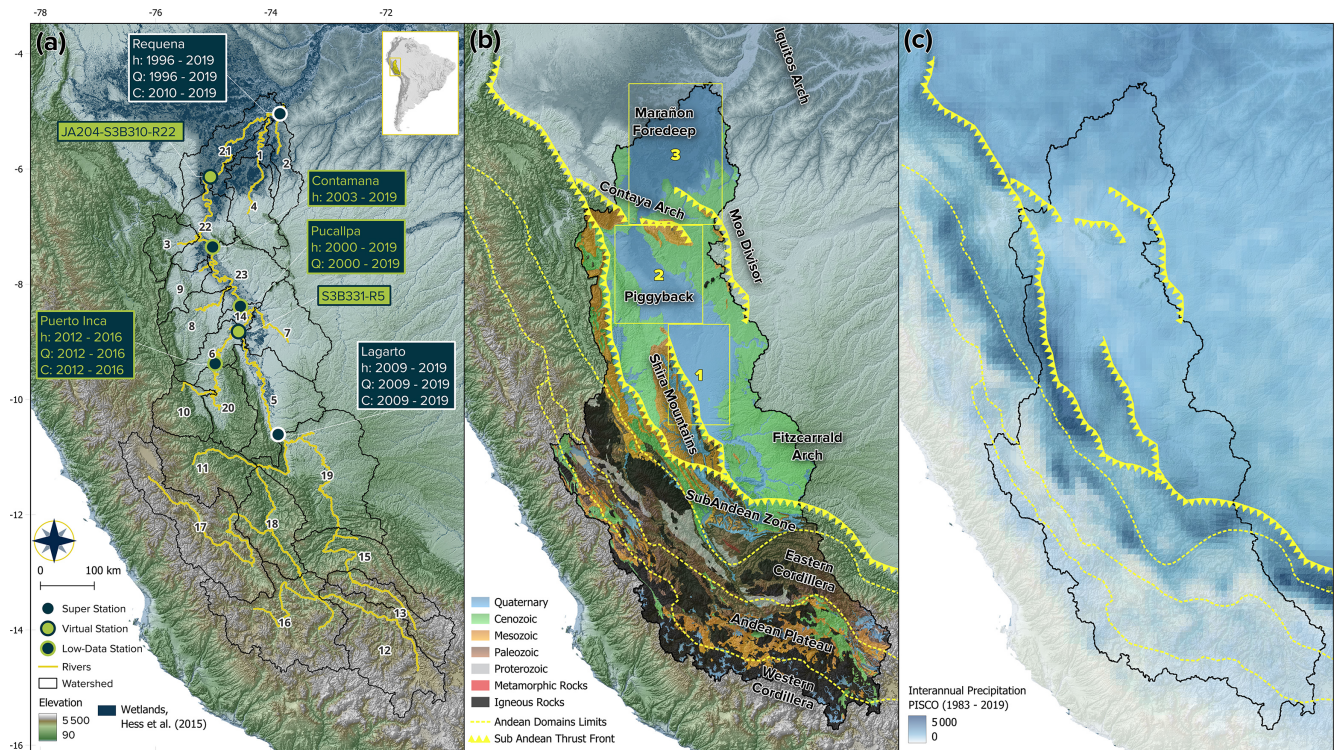 -78
-76
-74
-72
-78
-4
-6
-8
-10
-12
-14
-16
(a)
Requena
h: 1996 - 2019
Q: 1996 - 2019
C: 2010 - 2019
JA204-S3B310-R22
Contamana
h: 2003 - 2019
Pucallpa
h: 2000 - 2019
Q: 2000 - 2019
S3B331-R5
Puerto Inca
h: 2012 - 2016
Q: 2012 - 2016
C: 2012 - 2016
Lagarto
h: 2009 - 2019
Q: 2009 - 2019
C: 2009 - 2019
21
1
2
4
22
3
23
9
14
8
7
6
5
10
20
11
19
17
18
15
16
13
12
0 100 km
Super Station
Virtual Station
Low-Data Station
Rivers
Watershed
Elevation
5 500
90
Wetlands,
Hess et al. (2015)
(b)
Iquitos Arch
Marañon
Foredeep
3
Contaya Arch
Moa Divisor
2
Piggyback
1
Shira Mountains
Fitzcarrald
Arch
SubAndean Zone
Eastern
Cordillera
Andean Plateau
Western
Cordillera
Quaternary
Cenozoic
Mesozoic
Paleozoic
Proterozoic
Metamorphic Rocks
Igneous Rocks
Andean Domains Limits
Sub Andean Thrust Front
(c)
Interannual Precipitation
PISCO (1983 - 2019)
5 000
0